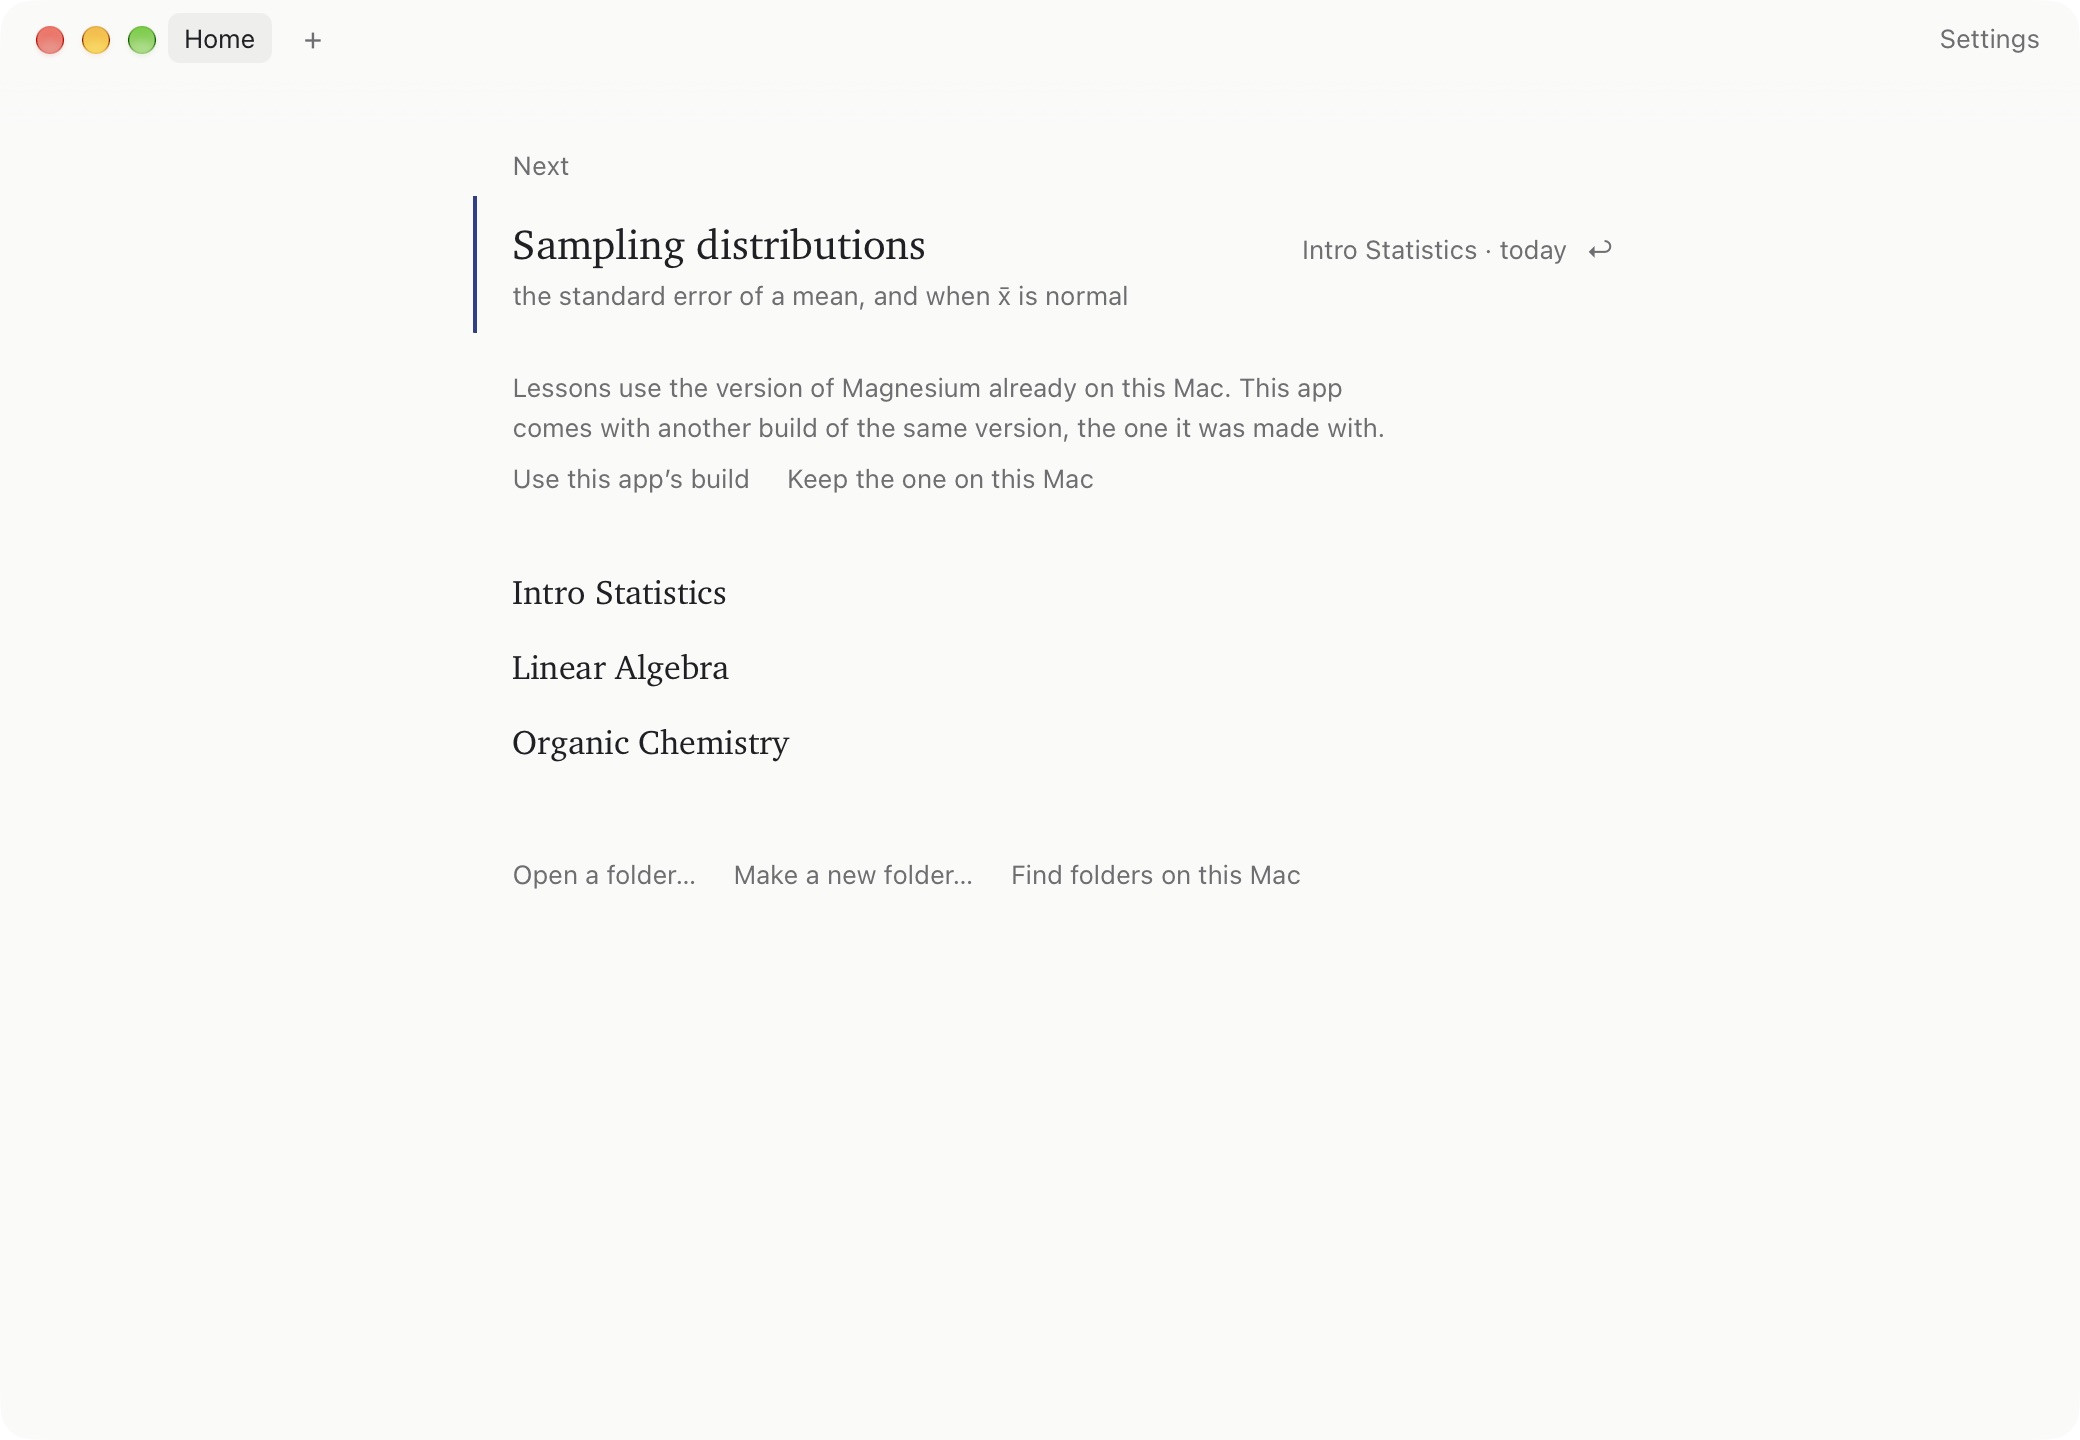 Home
+
Settings
Next
Sampling distributions
Intro Statistics · today
the standard error of a mean, and when x̄ is normal
Lessons use the version of Magnesium already on this Mac. This app
comes with another build of the same version, the one it was made with.
Use this app’s build
Keep the one on this Mac
Intro Statistics
Linear Algebra
Organic Chemistry
Open a folder…
Make a new folder…
Find folders on this Mac